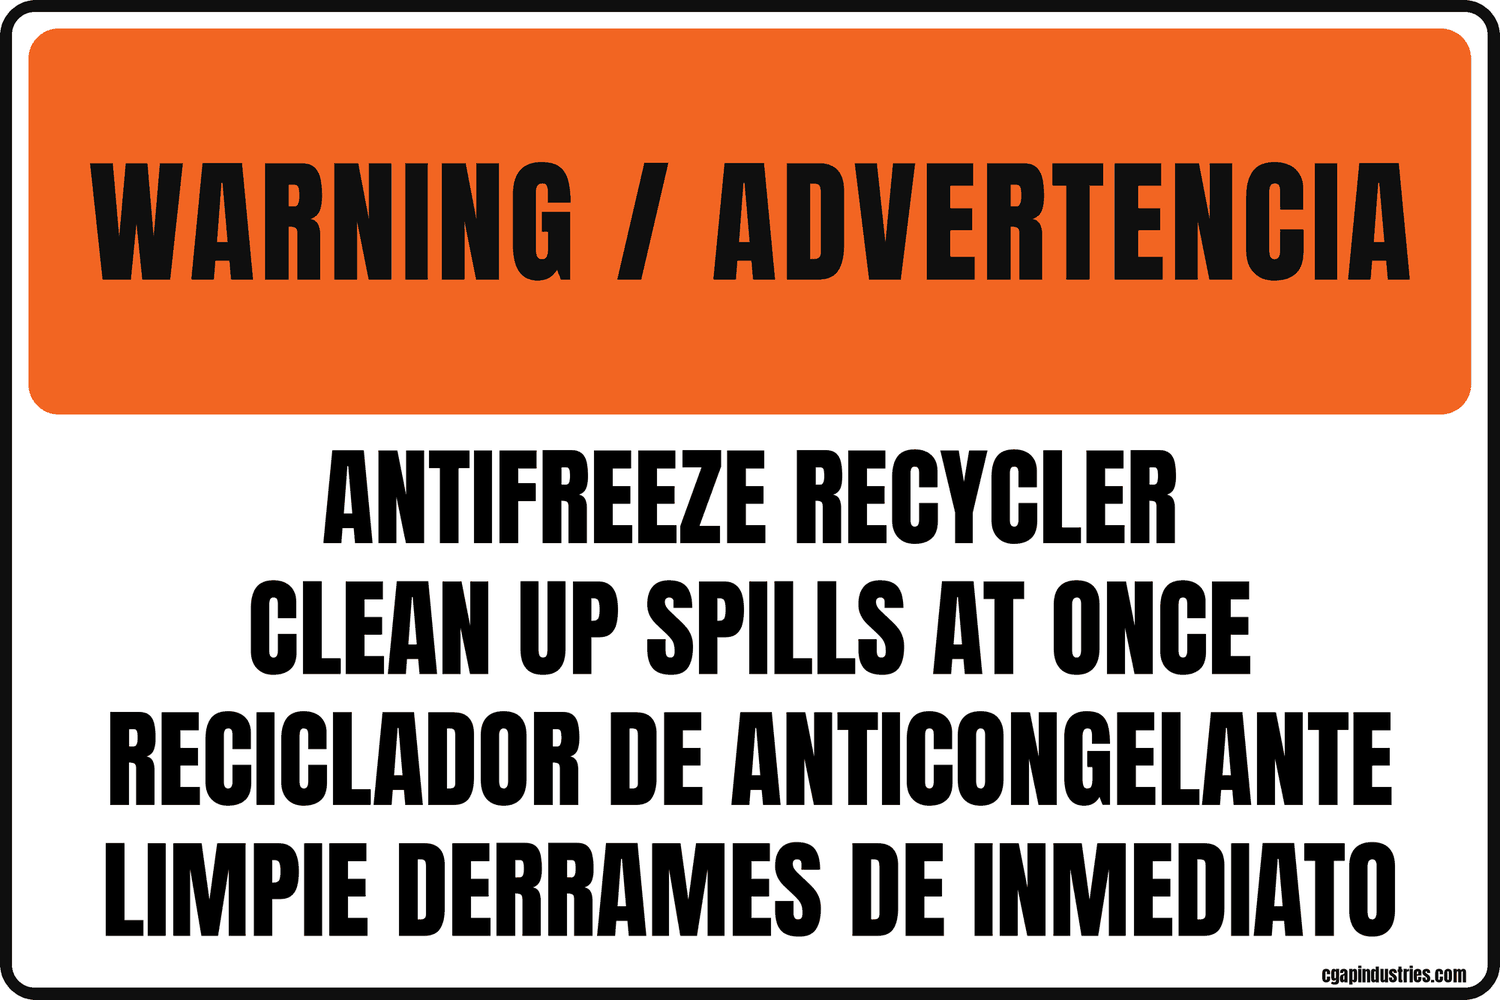 WARNING / ADVERTENCIA
ANTIFREEZE RECYCLER
CLEAN UP SPILLS AT ONCE
RECICLADOR DE ANTICONGELANTE
LIMPIE DERRAMES DE INMEDIATO
cgapindustries.com